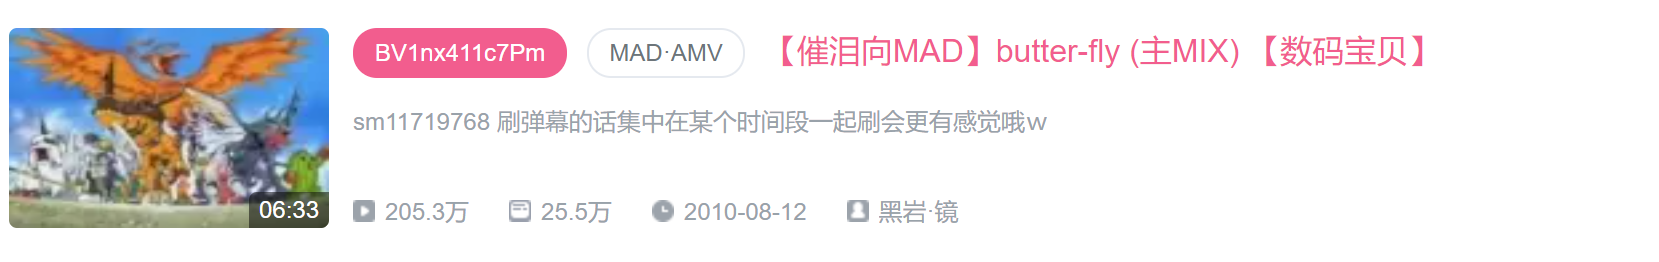 BV1nx411c7Pm MAD·AMV 【催泪向MAD】butter-fly (主MIX) 【数码宝贝】
sm11719768 刷弹幕的话集中在某个时间段一起刷会更有感觉哦w
06:33 205.3万 25.5万 2010-08-12 黑岩·镜